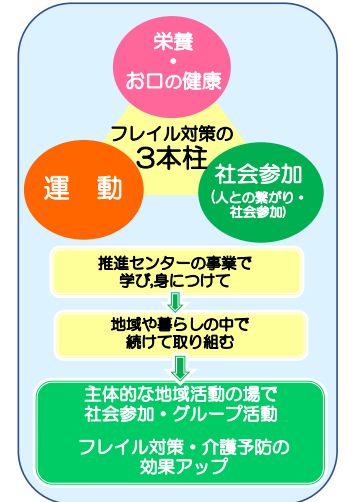 栄養
・
お口の健康
フレイル対策の
3本柱
運　動
社会参加
(人との繋がり・
社会参加)
推進センターの事業で
学び,身につけて
地域や暮らしの中で
続けて取り組む
主体的な地域活動の場で
社会参加・グループ活動
フレイル対策・介護予防の
効果アップ